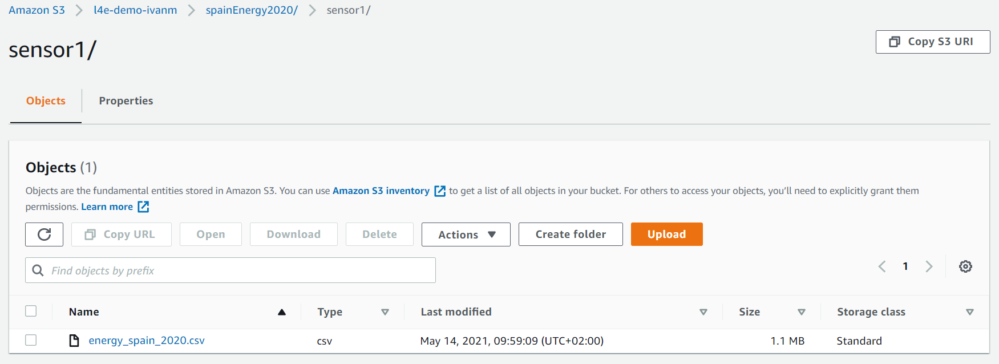 Amazon S3 > l4e-demo-ivanm > spainEnergy2020/ > sensor1/
sensor1/
Copy S3 URI
Objects
Properties
Objects (1)
Objects are the fundamental entities stored in Amazon S3. You can use Amazon S3 inventory to get a list of all objects in your bucket. For others to access your objects, you’ll need to explicitly grant them
permissions. Learn more
Copy URL Open Download Delete Actions Create folder Upload
Find objects by prefix
1
Name Type Last modified Size Storage class
energy_spain_2020.csv csv May 14, 2021, 09:59:09 (UTC+02:00) 1.1 MB Standard